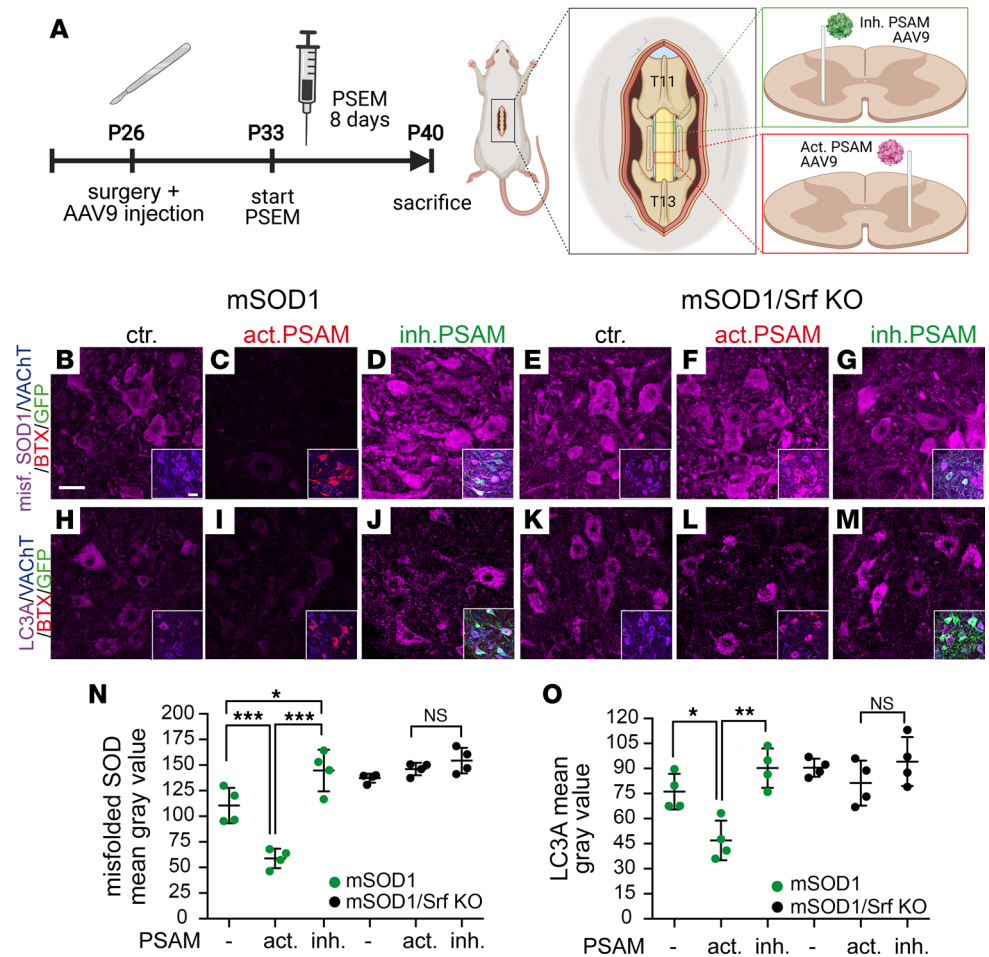 A
P26
P33
PSEM
8 days
P40
surgery +
AAV9 injection
start
PSEM
sacrifice
T11
T13
Inh. PSAM
AAV9
Act. PSAM
AAV9
mSOD1
mSOD1/Srf KO
ctr.
act.PSAM
inh.PSAM
ctr.
act.PSAM
inh.PSAM
misf. SOD1/VAChT
/BTX/GFP
B
C
D
E
F
G
LC3A/VAChT
/BTX/GFP
H
I
J
K
L
M
N
misfolded SOD
mean gray value
200
175
150
125
100
75
50
25
0
*
***
***
NS
mSOD1
mSOD1/Srf KO
PSAM - act. inh. - act. inh.
O
LC3A mean
gray value
120
105
90
75
60
45
30
15
0
*
**
NS
mSOD1
mSOD1/Srf KO
PSAM - act. inh. - act. inh.